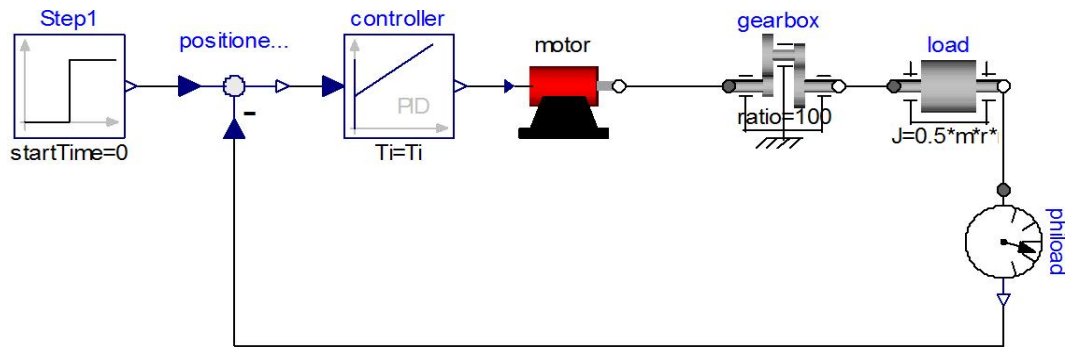 Step1
positione...
controller
motor
gearbox
load
-
PID
startTime=0
Ti=Ti
ratio=100
J=0.5*m*r*
phiload